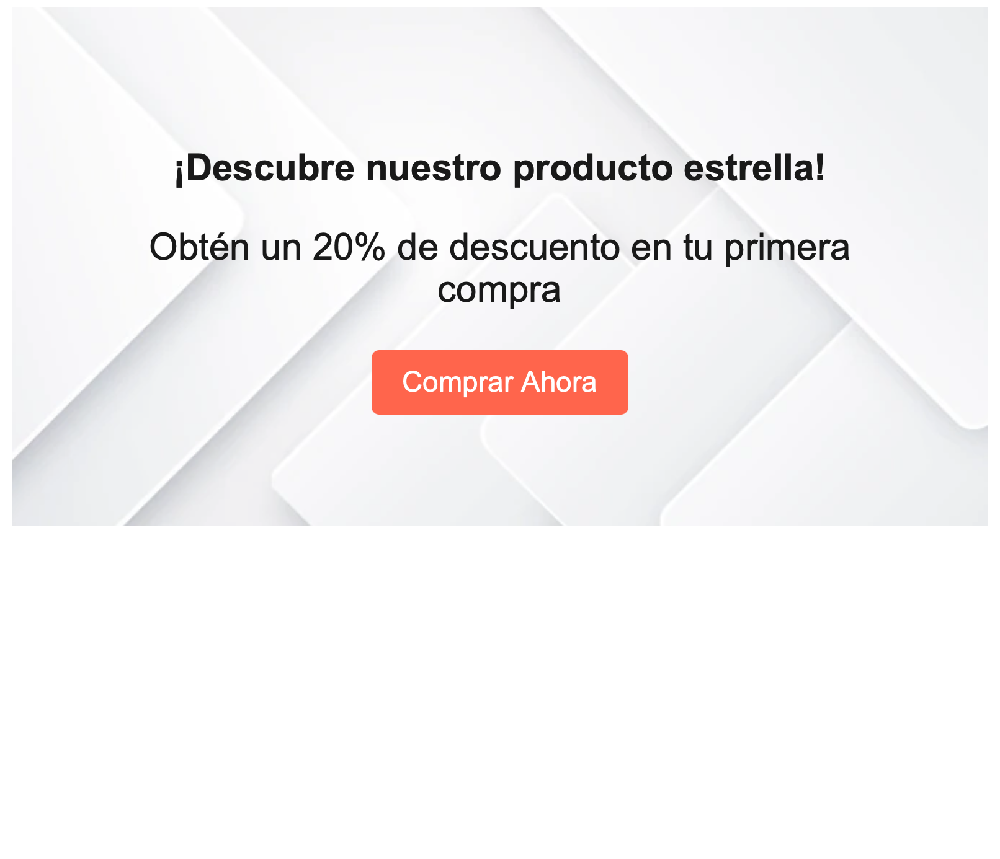 ¡Descubre nuestro producto estrella!
Obtén un 20% de descuento en tu primera
compra
Comprar Ahora